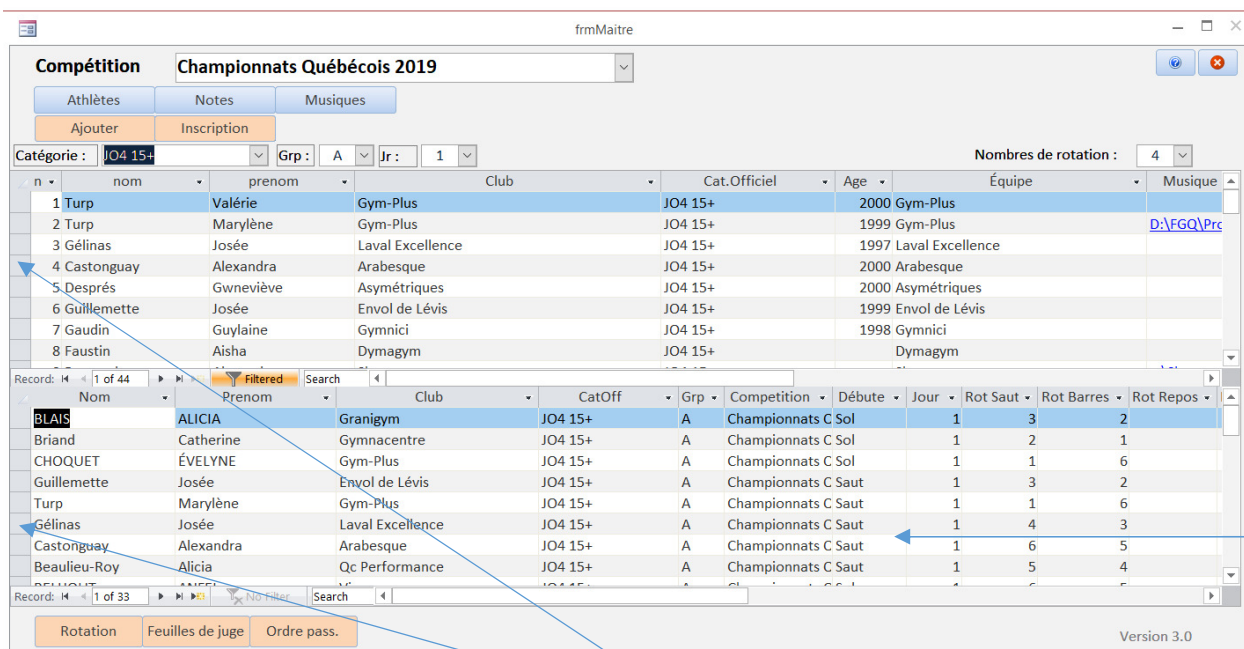 frmMaitre
Compétition Championnats Québécois 2019
Athlètes Notes Musiques
Ajouter Inscription
Catégorie : JO4 15+ Grp : A Jr : 1 Nombres de rotation : 4
n nom prenom Club Cat.Officiel Age Équipe Musique
1 Turp Valérie Gym-Plus JO4 15+ 2000 Gym-Plus
2 Turp Marylène Gym-Plus JO4 15+ 1999 Gym-Plus D:\FGQ\Pro
3 Gélinas Josée Laval Excellence JO4 15+ 1997 Laval Excellence
4 Castonguay Alexandra Arabesque JO4 15+ 2000 Arabesque
5 Després Gwneviève Asymétriques JO4 15+ 2000 Asymétriques
6 Guillemette Josée Envol de Lévis JO4 15+ 1999 Envol de Lévis
7 Gaudin Guylaine Gymnici JO4 15+ 1998 Gymnici
8 Faustin Aisha Dymagym JO4 15+ Dymagym
Record: 1 of 44 Filtered Search
Nom Prenom Club CatOff Grp Competition Débute Jour Rot Saut Rot Barres Rot Repos
BLAIS ALICIA Granigym JO4 15+ A Championnats Sol 1 3 2
Briand Catherine Gymnacentre JO4 15+ A Championnats Sol 1 2 1
CHOQUET ÉVELYNE Gym-Plus JO4 15+ A Championnats Sol 1 1 6
Guillemette Josée Envol de Lévis JO4 15+ A Championnats Saut 1 3 2
Turp Marylène Gym-Plus JO4 15+ A Championnats Saut 1 1 6
Gélinas Josée Laval Excellence JO4 15+ A Championnats Saut 1 4 3
Castonguay Alexandra Arabesque JO4 15+ A Championnats Saut 1 6 5
Beaulieu-Roy Alicia Qc Performance JO4 15+ A Championnats Saut 1 5 4
Record: 1 of 33 No Filter Search
Rotation Feuilles de juge Ordre pass.
Version 3.0